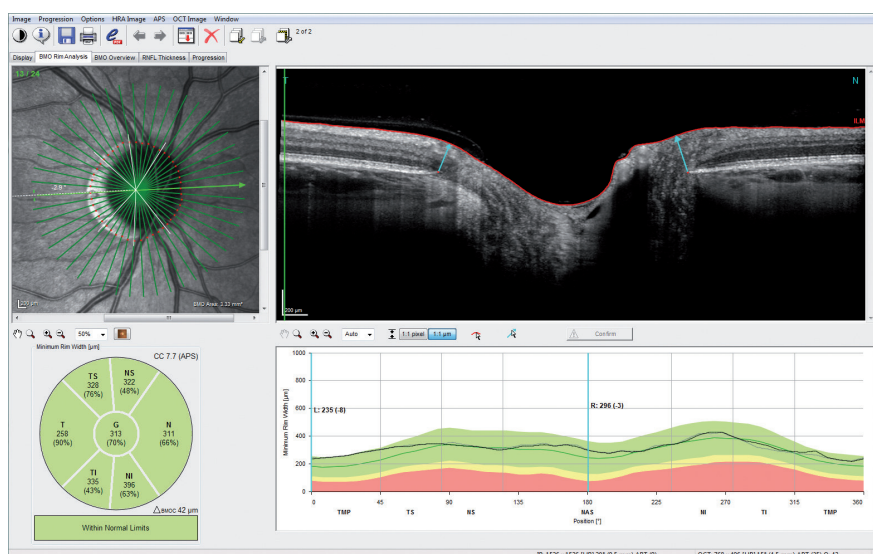 Image Progression Options HRA Image APS OCT Image Window
2 of 2
Display BMO Rim Analysis BMO Overview RNFL Thickness Progression
13 / 24
-2.9 °
200 µm
BMO Area: 3.33 mm²
T
N
ILM
200 µm
50%
Auto
1:1 pixel
1:1 µm
Confirm
Minimum Rim Width [µm]
CC 7.7 (APS)
TS
328
(76%)
NS
322
(48%)
T
258
(90%)
G
313
(70%)
N
311
(66%)
TI
335
(43%)
NI
396
(63%)
BMCC 42 µm
Within Normal Limits
Minimum Rim Width [µm]
1000
800
600
400
200
0
L: 235 (-8)
R: 296 (-3)
0 45 90 135 180 225 270 315 360
TMP TS NS NAS NI TI TMP
Position [°]